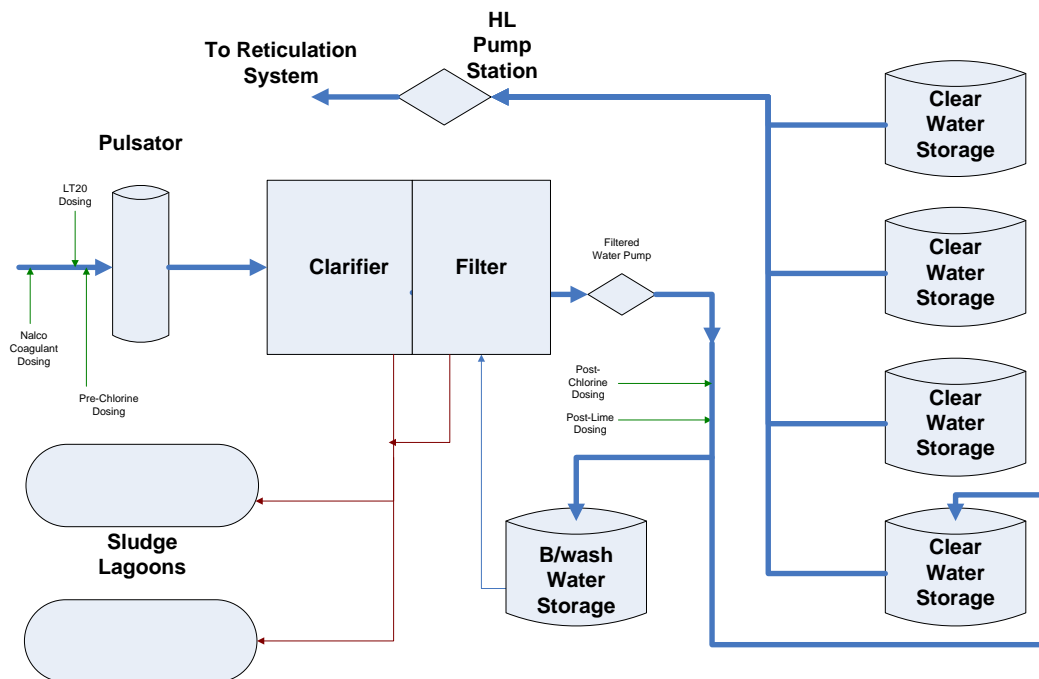 HL
Pump
Station
To Reticulation
System
Clear
Water
Storage
Pulsator
LT20
Dosing
Clarifier
Filter
Filtered
Water Pump
Clear
Water
Storage
Nalco
Coagulant
Dosing
Pre-Chlorine
Dosing
Post-
Chlorine
Dosing
Post-Lime
Dosing
Clear
Water
Storage
Sludge
Lagoons
B/wash
Water
Storage
Clear
Water
Storage